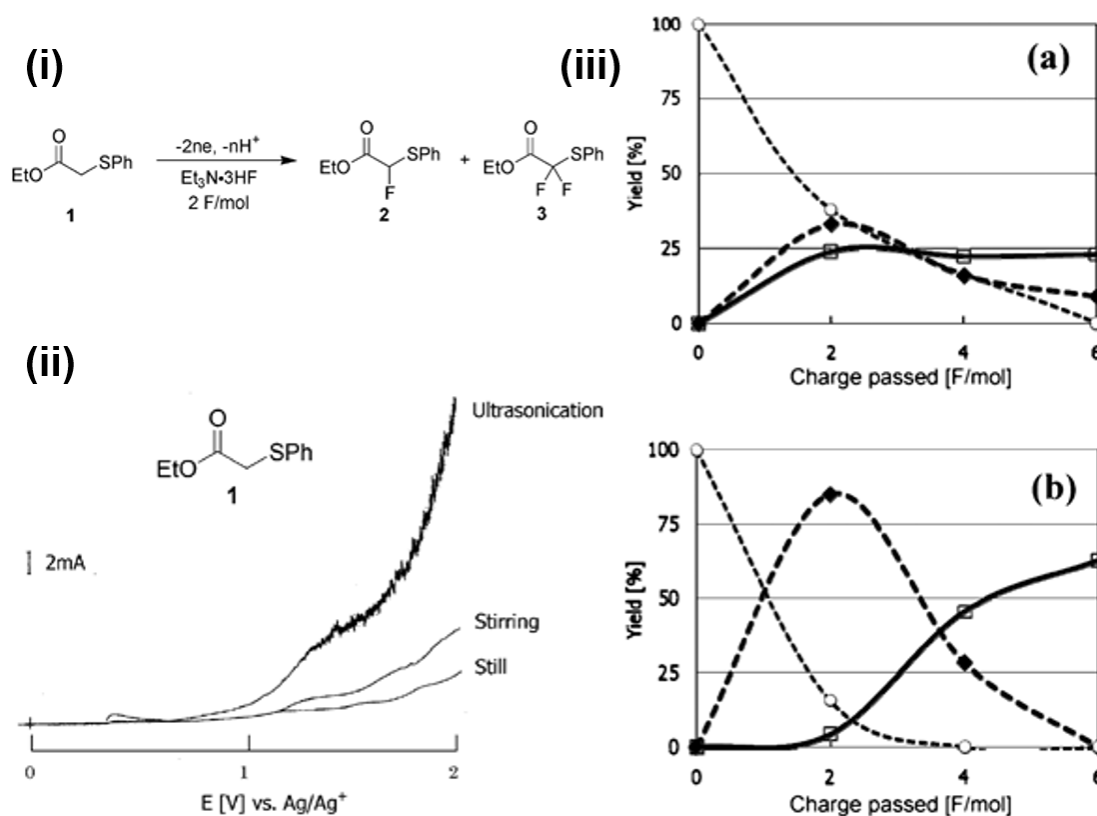 (i)
O
EtO
SPh
1
-2ne, -nH⁺
Et₃N•3HF
2 F/mol
O
EtO
SPh
F
2
+
O
EtO
SPh
F F
3
(ii)
O
EtO
SPh
1
2mA
Ultrasonication
Stirring
Still
0 1 2
E [V] vs. Ag/Ag⁺
(iii)
(a)
Yield [%]
100
75
50
25
0
0 2 4 6
Charge passed [F/mol]
(b)
Yield [%]
100
75
50
25
0
0 2 4 6
Charge passed [F/mol]